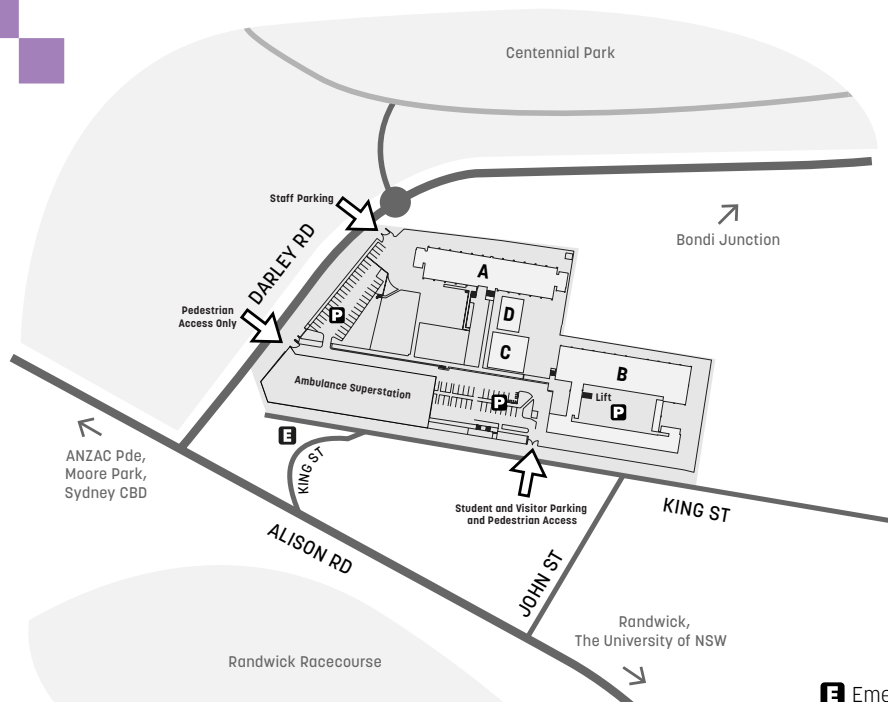 Centennial Park
Staff Parking
DARLEY RD
Bondi Junction
A
Pedestrian
Access Only
P
D
C
B
Ambulance Superstation
P
Lift
P
E
KING ST
ANZAC Pde,
Moore Park,
Sydney CBD
Student and Visitor Parking
and Pedestrian Access
KING ST
ALISON RD
JOHN ST
Randwick,
The University of NSW
Randwick Racecourse
E Eme